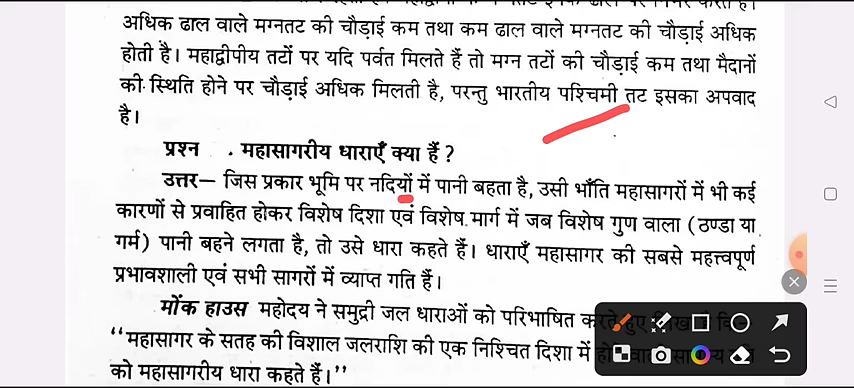 अधिक ढाल वाले मग्नतट की चौड़ाई कम तथा कम ढाल वाले मग्नतट की चौड़ाई अधिक
होती है। महाद्वीपीय तटों पर यदि पर्वत मिलते हैं तो मग्न तटों की चौड़ाई कम तथा मैदानों
की स्थिति होने पर चौड़ाई अधिक मिलती है, परन्तु भारतीय पश्चिमी तट इसका अपवाद
है।
प्रश्न . महासागरीय धाराएँ क्या हैं ?
उत्तर— जिस प्रकार भूमि पर नदियों में पानी बहता है, उसी भाँति महासागरों में भी कई
कारणों से प्रवाहित होकर विशेष दिशा एवं विशेष मार्ग में जब विशेष गुण वाला (ठण्डा या
गर्म) पानी बहने लगता है, तो उसे धारा कहते हैं। धाराएँ महासागर की सबसे महत्त्वपूर्ण
प्रभावशाली एवं सभी सागरों में व्याप्त गति हैं।
मोंक हाउस महोदय ने समुद्री जल धाराओं को परिभाषित करते हुए
‘‘महासागर के सतह की विशाल जलराशि की एक निश्चित दिशा में
को महासागरीय धारा कहते हैं।’’